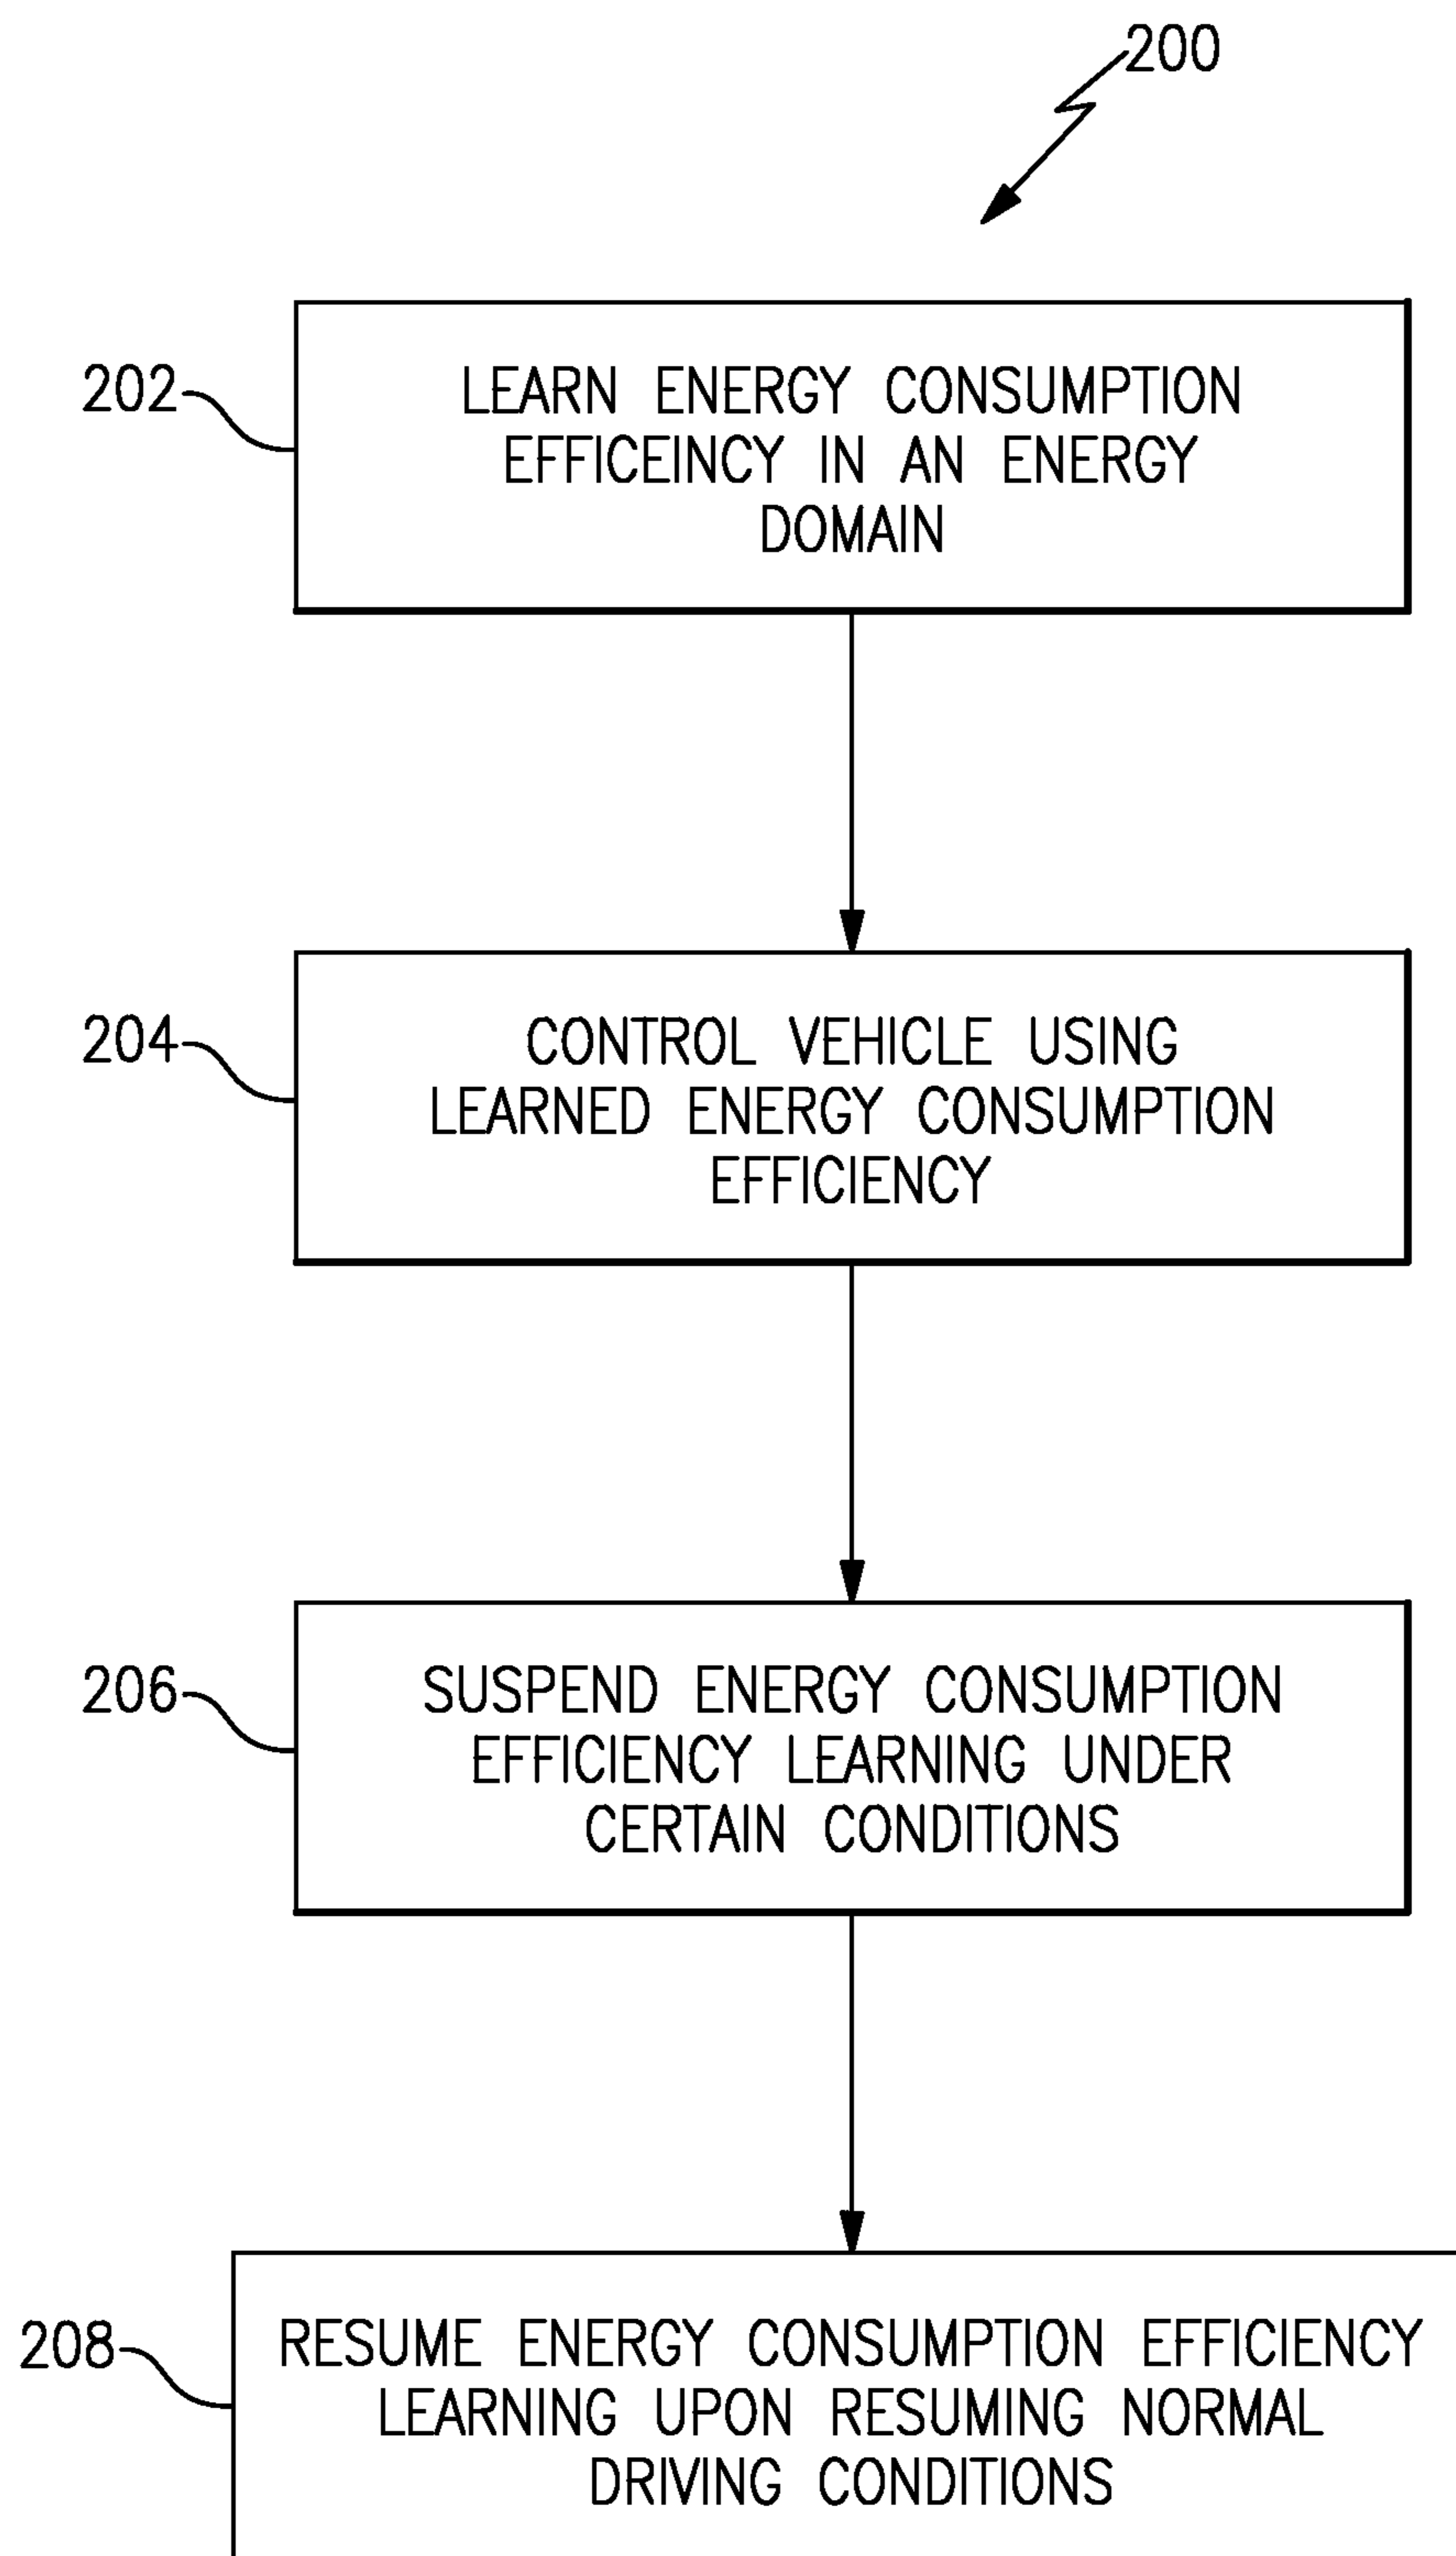 200
202
LEARN ENERGY CONSUMPTION
EFFICEINCY IN AN ENERGY
DOMAIN
204
CONTROL VEHICLE USING
LEARNED ENERGY CONSUMPTION
EFFICIENCY
206
SUSPEND ENERGY CONSUMPTION
EFFICIENCY LEARNING UNDER
CERTAIN CONDITIONS
208
RESUME ENERGY CONSUMPTION EFFICIENCY
LEARNING UPON RESUMING NORMAL
DRIVING CONDITIONS